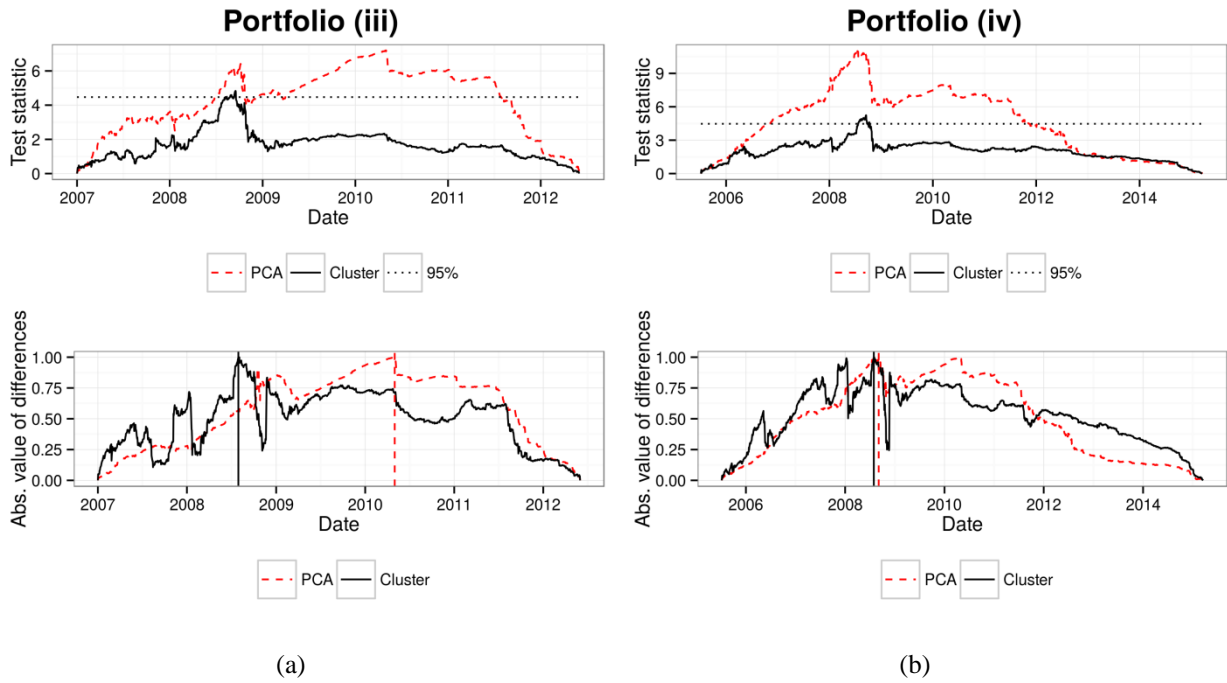 Portfolio (iii)
Test statistic
6
4
2
0
2007 2008 2009 2010 2011 2012
Date
PCA Cluster 95%
Abs. value of differences
1.00
0.75
0.50
0.25
0.00
2007 2008 2009 2010 2011 2012
Date
PCA Cluster
(a)
Portfolio (iv)
Test statistic
9
6
3
0
2006 2008 2010 2012 2014
Date
PCA Cluster 95%
Abs. value of differences
1.00
0.75
0.50
0.25
0.00
2006 2008 2010 2012 2014
Date
PCA Cluster
(b)